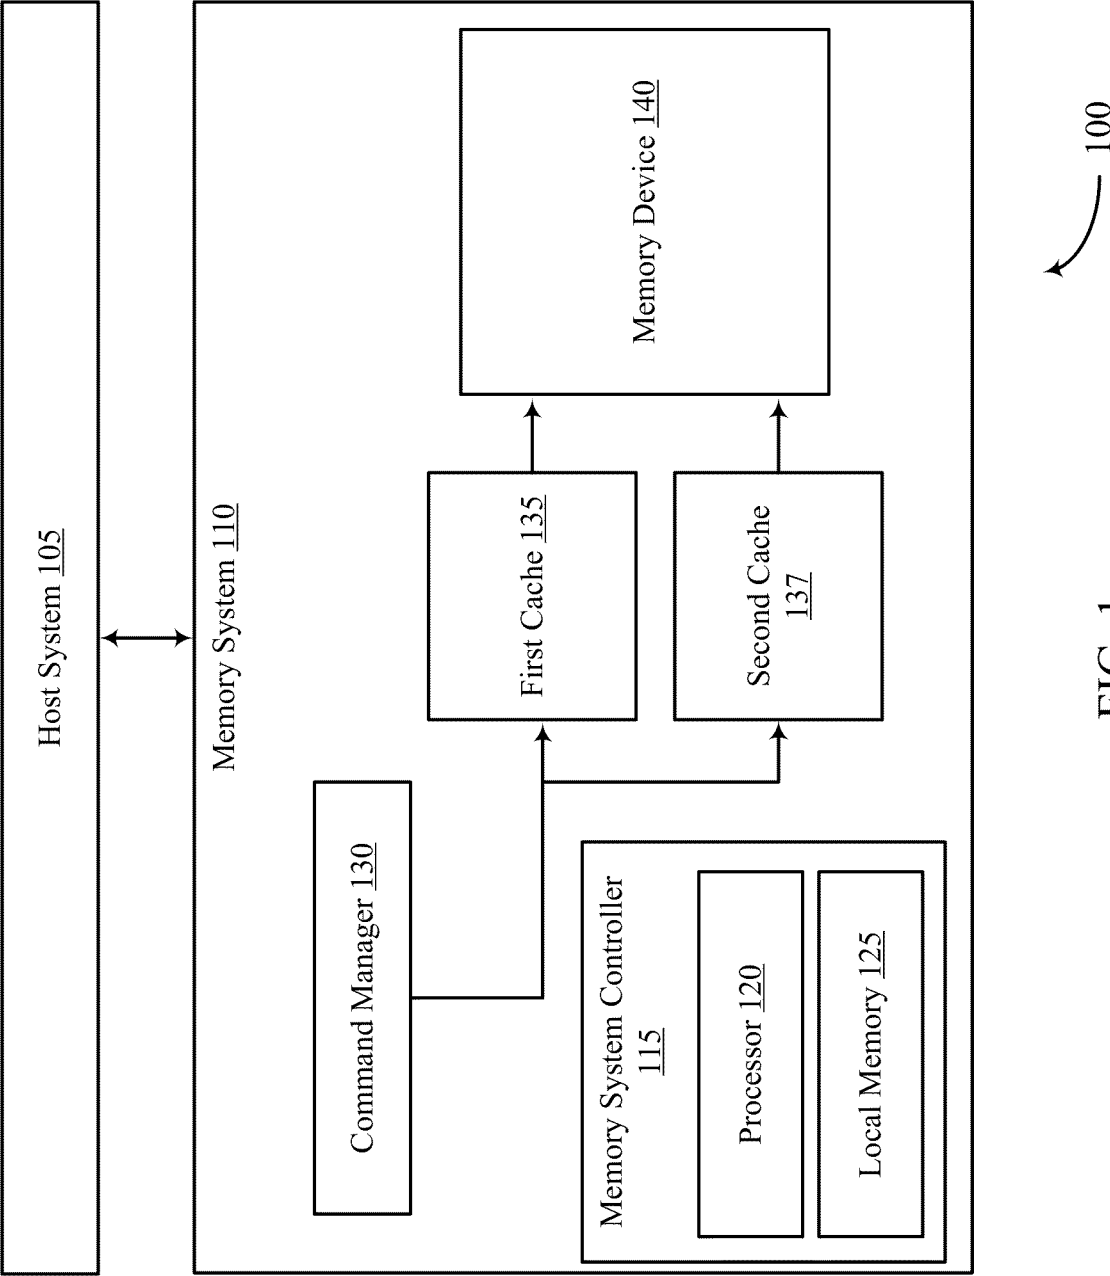 Host System 105
Memory System 110
Command Manager 130
First Cache 135
Second Cache
137
Memory Device 140
Memory System Controller
115
Processor 120
Local Memory 125
100